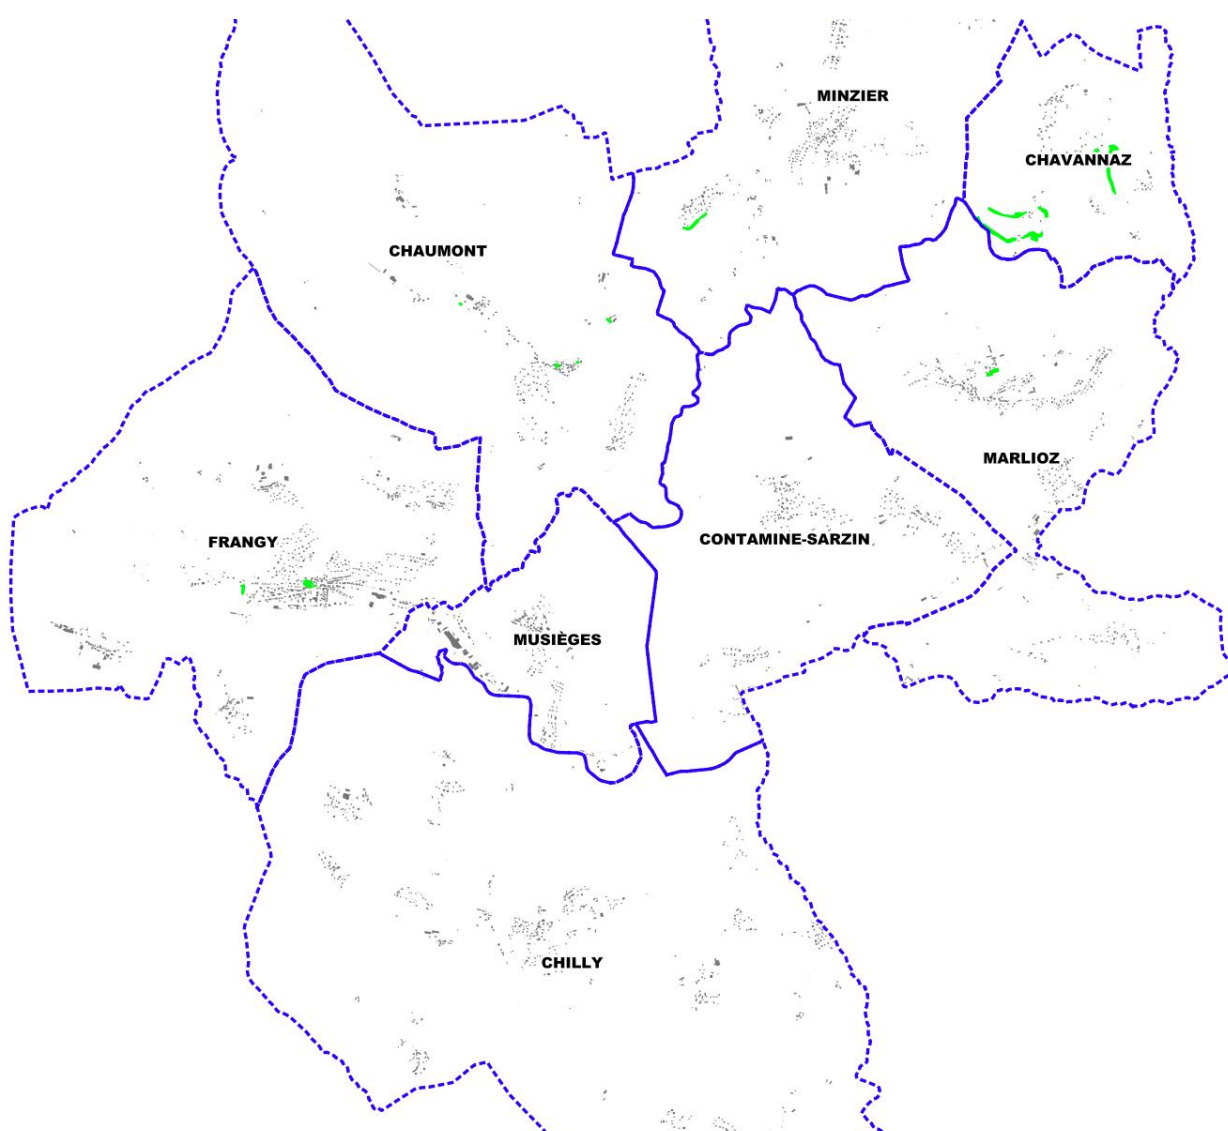 MINZIER
CHAVANNAZ
CHAUMONT
MARLIOZ
FRANGY
CONTAMINE-SARZIN
MUSIÈGES
CHILLY